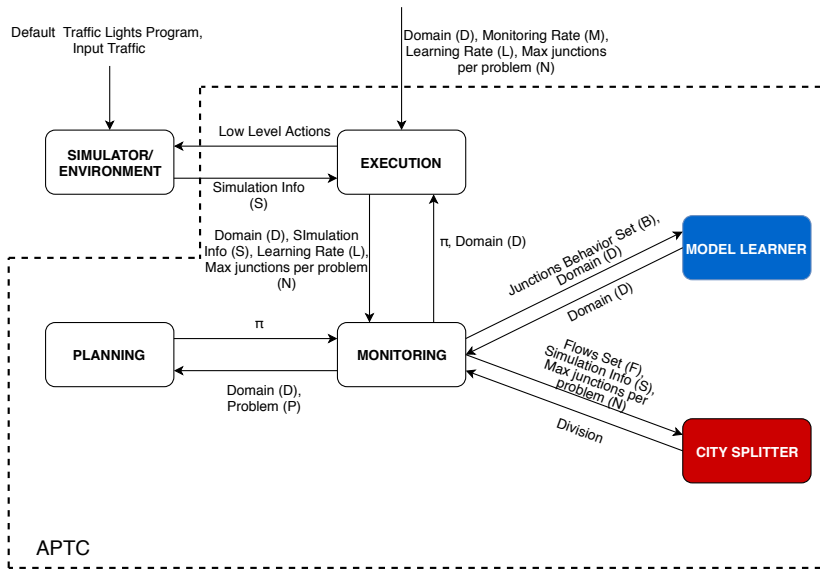 Default Traffic Lights Program,
Input Traffic
Domain (D), Monitoring Rate (M),
Learning Rate (L), Max junctions
per problem (N)
Low Level Actions
SIMULATOR/
ENVIRONMENT
EXECUTION
Simulation Info
(S)
Domain (D), SImulation
Info (S), Learning Rate (L),
Max junctions per problem
(N)
π, Domain (D)
Junctions Behavior Set (B),
Domain (D)
MODEL LEARNER
Domain (D)
π
PLANNING
MONITORING
Domain (D),
Problem (P)
Flows Set (F),
Simulation Info (S),
Max junctions per
problem (N)
Division
CITY SPLITTER
APTC